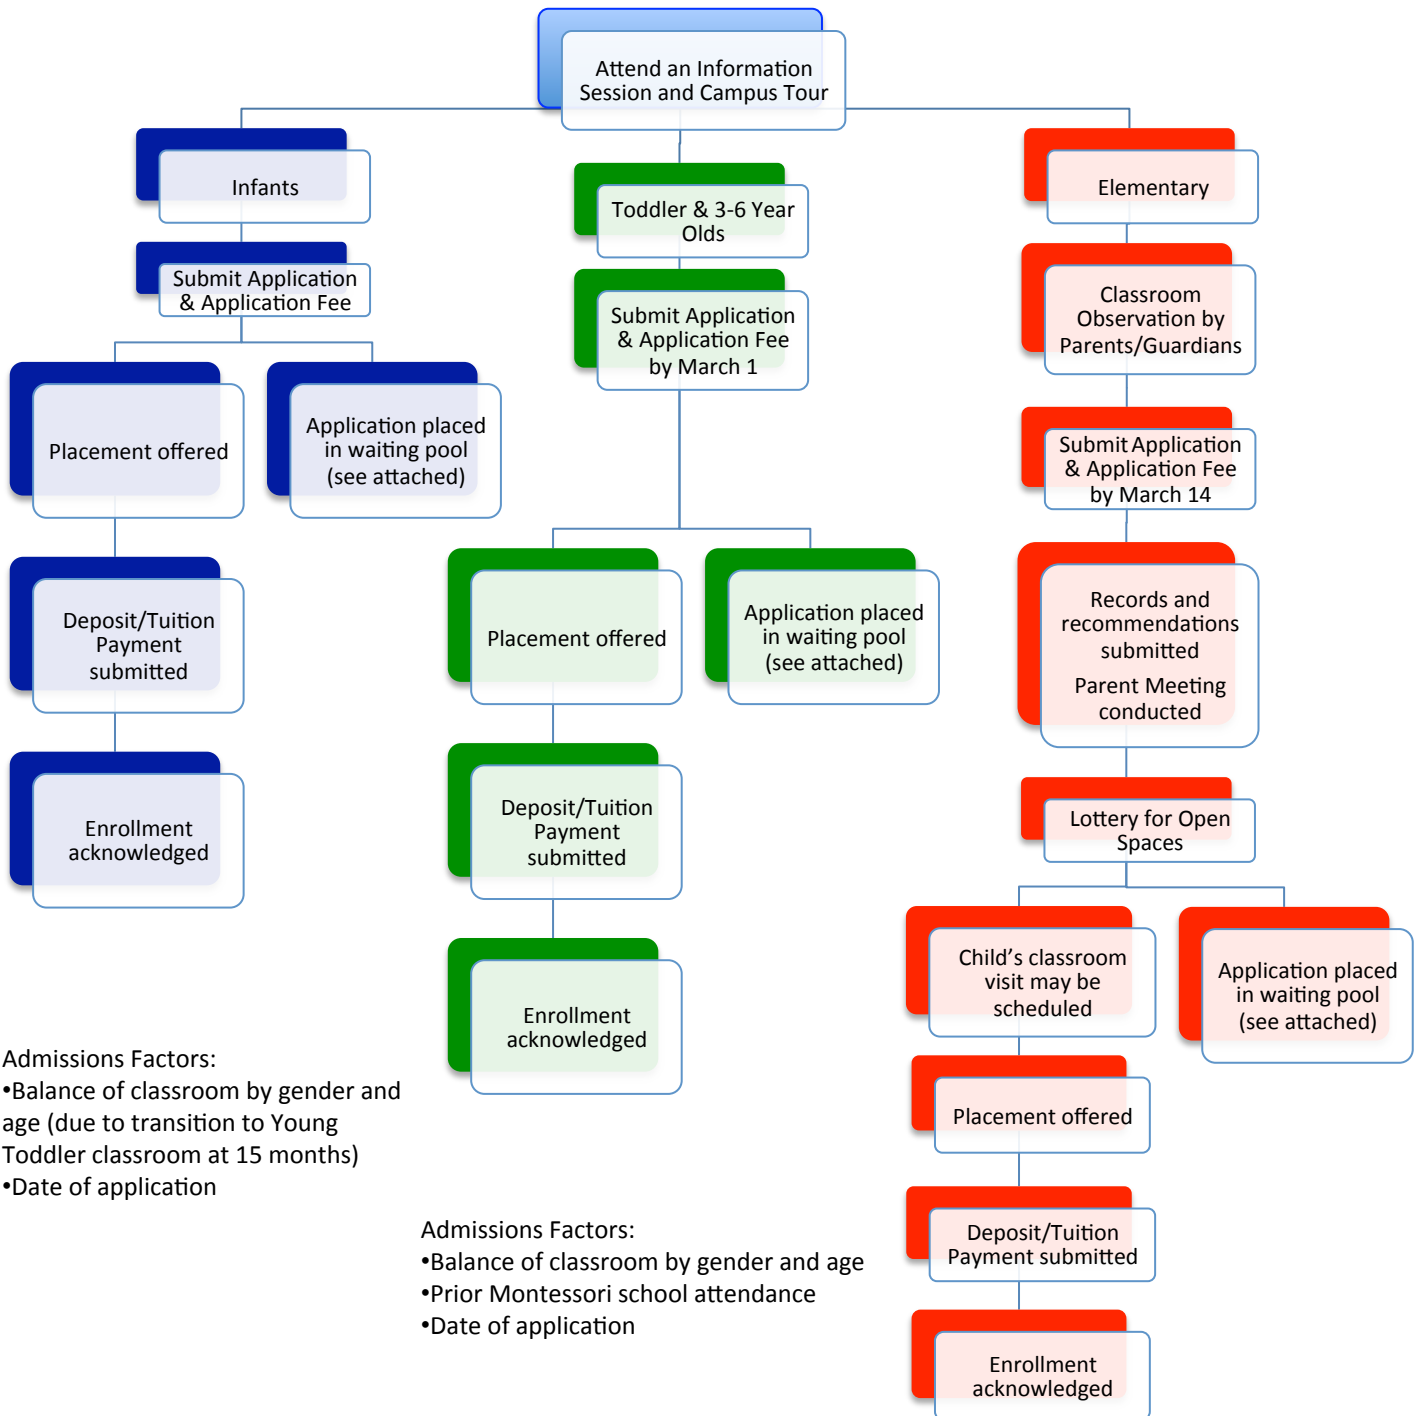 Attend an Information
Session and Campus Tour
Infants
Submit Application
& Application Fee
Placement offered
Application placed
in waiting pool
(see attached)
Deposit/Tuition
Payment
submitted
Enrollment
acknowledged
Admissions Factors:
•Balance of classroom by gender and
age (due to transition to Young
Toddler classroom at 15 months)
•Date of application
Toddler & 3-6 Year
Olds
Submit Application
& Application Fee
by March 1
Placement offered
Application placed
in waiting pool
(see attached)
Deposit/Tuition
Payment
submitted
Enrollment
acknowledged
Admissions Factors:
•Balance of classroom by gender and age
•Prior Montessori school attendance
•Date of application
Elementary
Classroom
Observation by
Parents/Guardians
Submit Application
& Application Fee
by March 14
Records and
recommendations
submitted
Parent Meeting
conducted
Lottery for Open
Spaces
Child’s classroom
visit may be
scheduled
Application placed
in waiting pool
(see attached)
Placement offered
Deposit/Tuition
Payment submitted
Enrollment
acknowledged